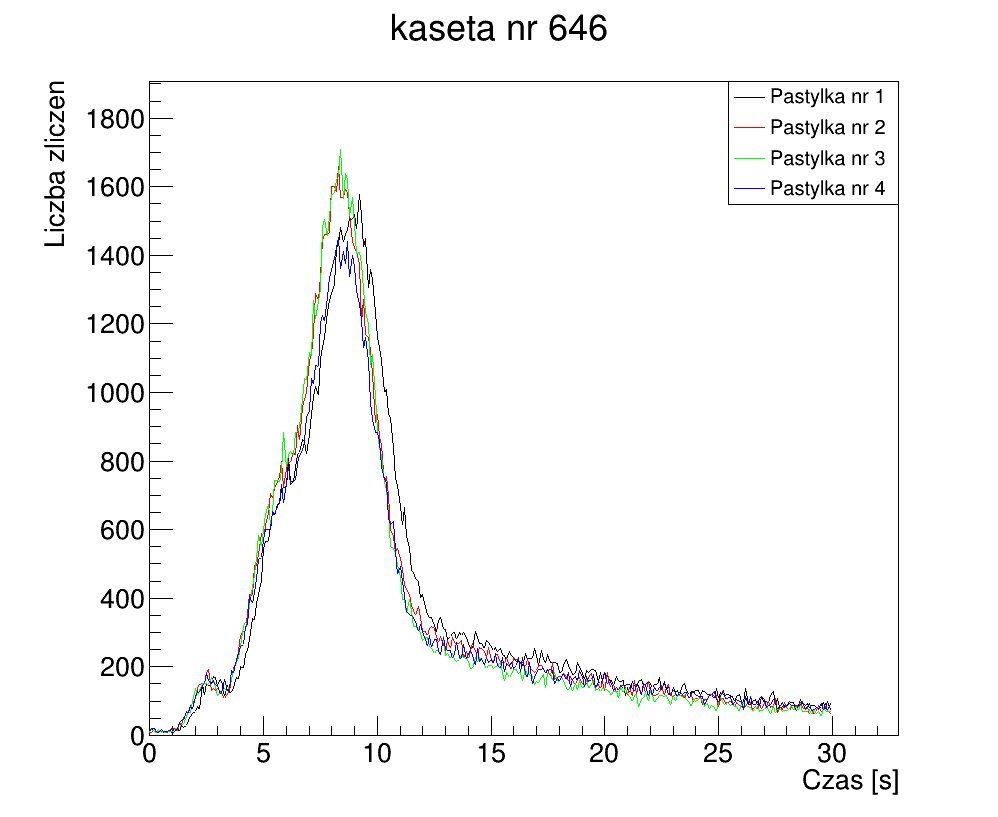 kaseta nr 646
Liczba zliczen
1800
1600
1400
1200
1000
800
600
400
200
0
0 5 10 15 20 25 30
Czas [s]
Pastylka nr 1
Pastylka nr 2
Pastylka nr 3
Pastylka nr 4